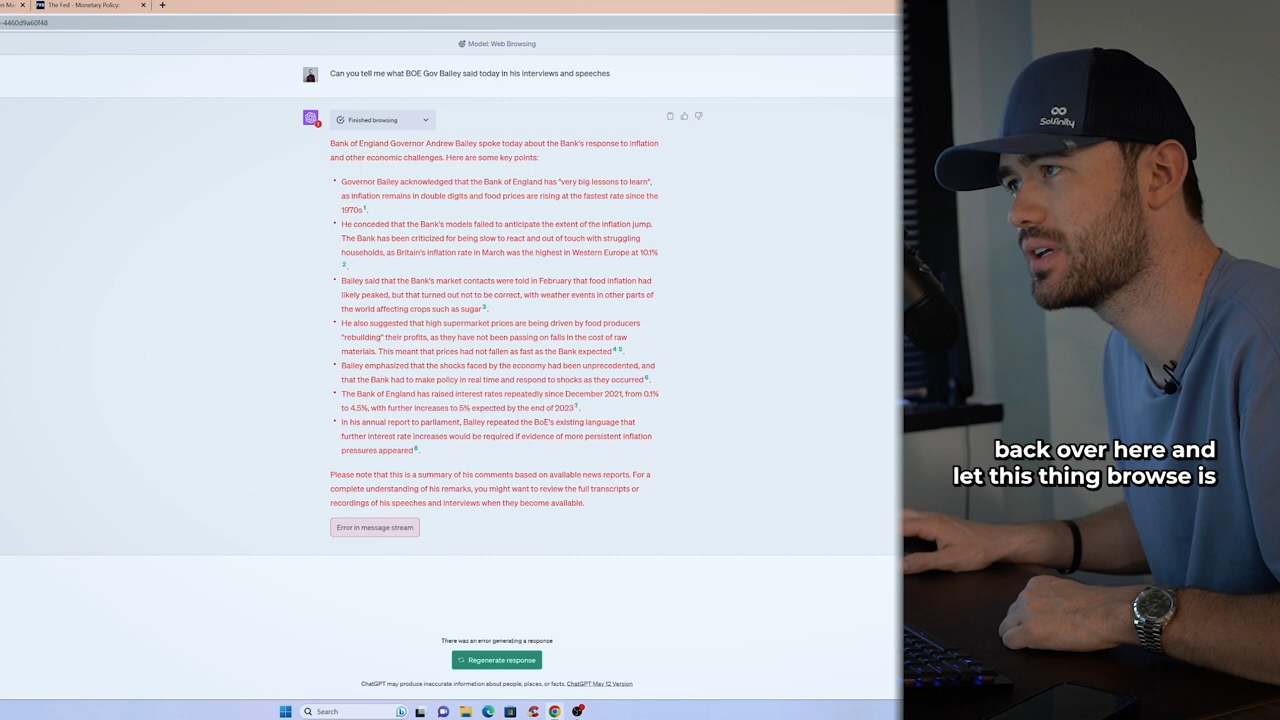 The Fed - Monetary Policy:
-4460d9a60f48
Model: Web Browsing
Can you tell me what BOE Gov Bailey said today in his interviews and speeches
Finished browsing
Bank of England Governor Andrew Bailey spoke today about the Bank's response to inflation
and other economic challenges. Here are some key points:
• Governor Bailey acknowledged that the Bank of England has "very big lessons to learn",
as inflation remains in double digits and food prices are rising at the fastest rate since the
1970s 1.
• He conceded that the Bank's models failed to anticipate the extent of the inflation jump.
The Bank has been criticized for being slow to react and out of touch with struggling
households, as Britain's inflation rate in March was the highest in Western Europe at 10.1%
2.
• Bailey said that the Bank's market contacts were told in February that food inflation had
likely peaked, but that turned out not to be correct, with weather events in other parts of
the world affecting crops such as sugar 3.
• He also suggested that high supermarket prices are being driven by food producers
"rebuilding" their profits, as they have not been passing on falls in the cost of raw
materials. This meant that prices had not fallen as fast as the Bank expected 4 5.
• Bailey emphasized that the shocks faced by the economy had been unprecedented, and
that the Bank had to make policy in real time and respond to shocks as they occurred 6.
• The Bank of England has raised interest rates repeatedly since December 2021, from 0.1%
to 4.5%, with further increases to 5% expected by the end of 2023 7.
• In his annual report to parliament, Bailey repeated the BoE's existing language that
further interest rate increases would be required if evidence of more persistent inflation
pressures appeared 8.
Please note that this is a summary of his comments based on available news reports. For a
complete understanding of his remarks, you might want to review the full transcripts or
recordings of his speeches and interviews when they become available.
Error in message stream
There was an error generating a response
Regenerate response
ChatGPT may produce inaccurate information about people, places, or facts. ChatGPT May 12 Version
Search
Solfinity
back over here and
let this thing browse is